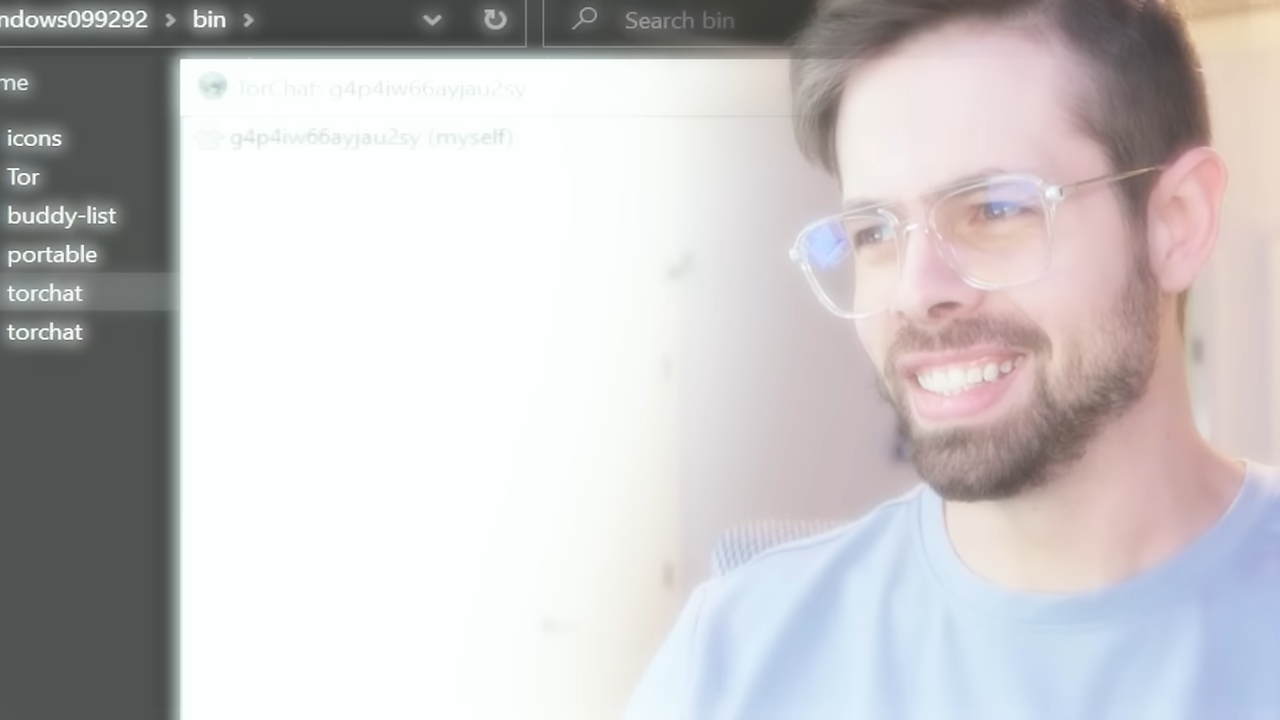 ndows099292 > bin >
Search bin
me
TorChat: g4p4iw66ayjau2sy
g4p4iw66ayjau2sy (myself)
icons
Tor
buddy-list
portable
torchat
torchat